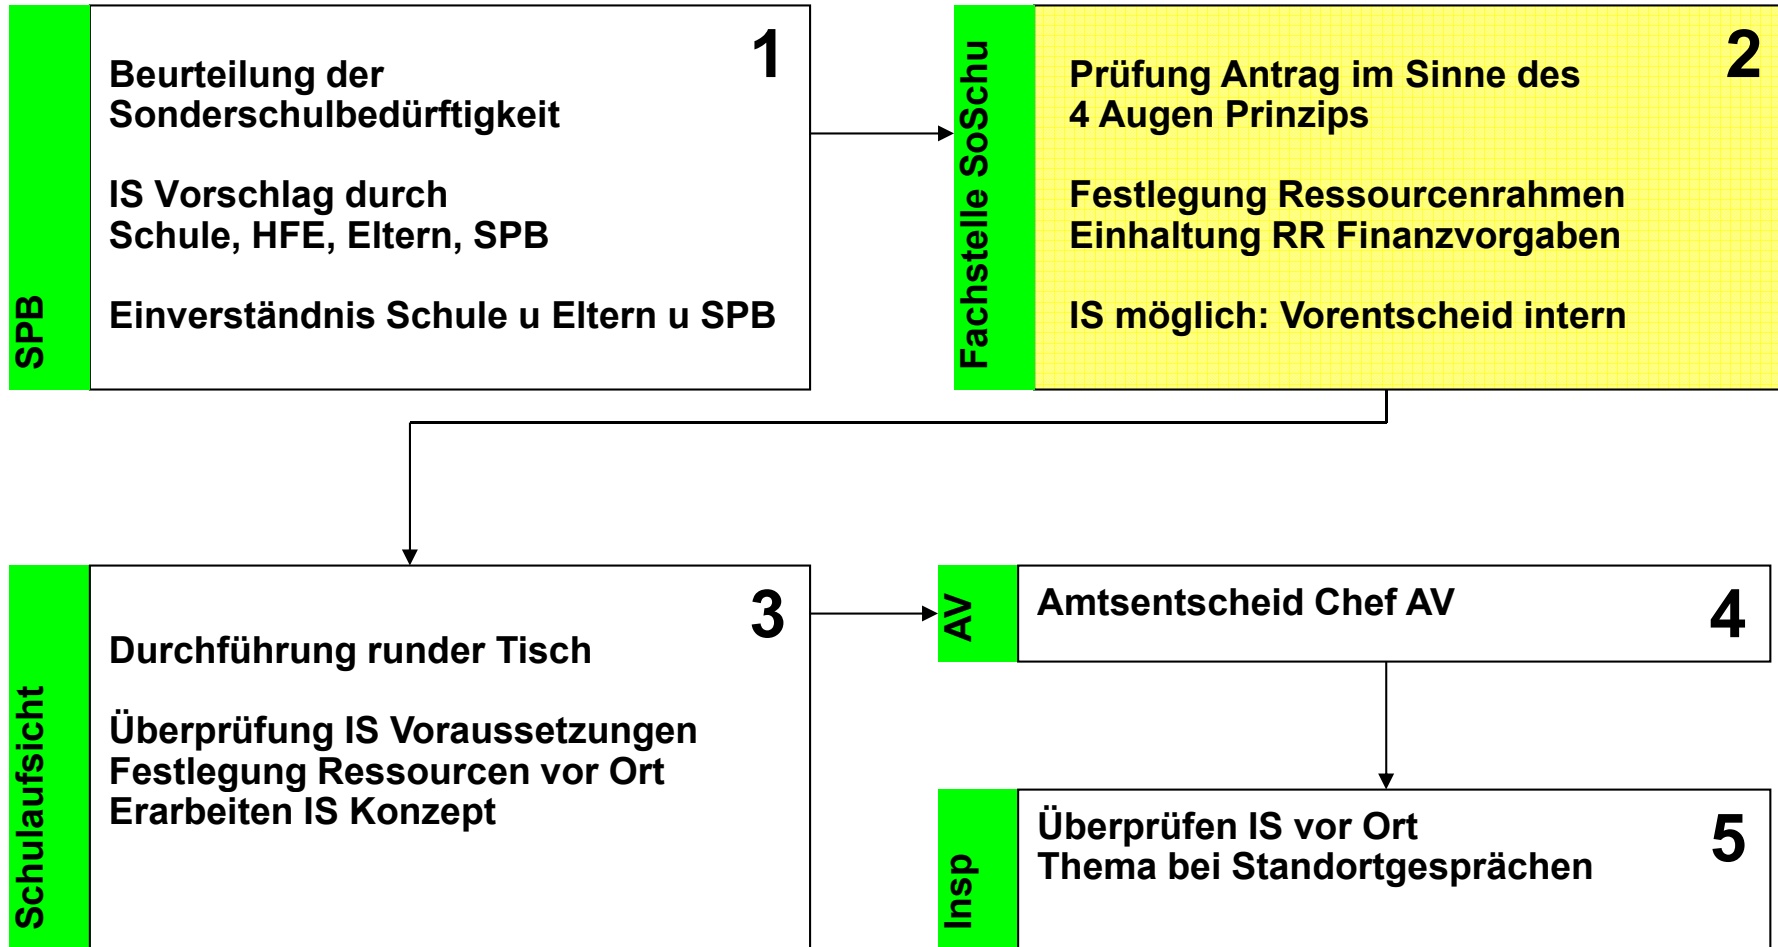 SPB
1
Beurteilung der
Sonderschulbedürftigkeit
IS Vorschlag durch
Schule, HFE, Eltern, SPB
Einverständnis Schule u Eltern u SPB
Fachstelle SoSchu
2
Prüfung Antrag im Sinne des
4 Augen Prinzips
Festlegung Ressourcenrahmen
Einhaltung RR Finanzvorgaben
IS möglich: Vorentscheid intern
Schulaufsicht
3
Durchführung runder Tisch
Überprüfung IS Voraussetzungen
Festlegung Ressourcen vor Ort
Erarbeiten IS Konzept
AV
Amtsentscheid Chef AV
4
Insp
Überprüfen IS vor Ort
Thema bei Standortgesprächen
5